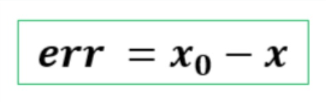 err = x₀ − x